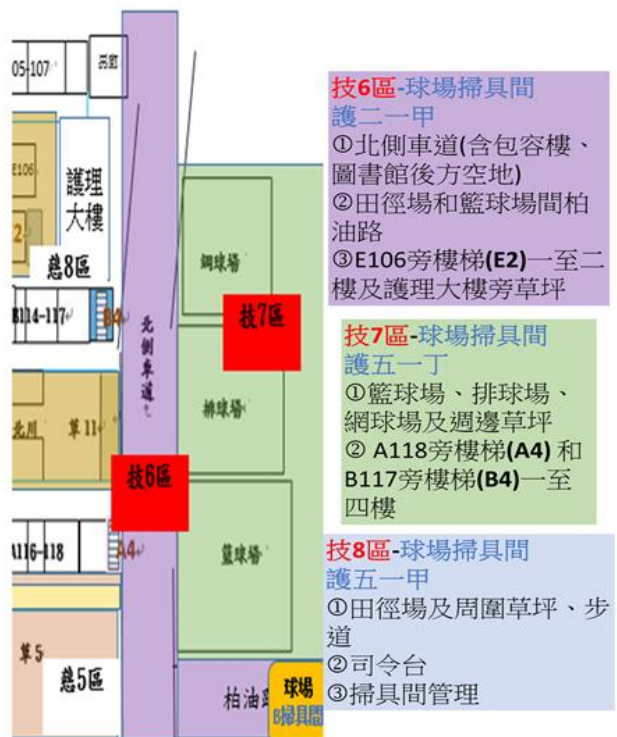 05-107
E106
護理
大樓
2
慈8區
B114-117
B4
北川
草11
A116-118
A4
草5
慈5區
北側車道
技6區
技7區
網球場
排球場
籃球場
柏油路
球場
B掃具間
技6區-球場掃具間
護二一甲
①北側車道(含包容樓、
圖書館後方空地)
②田徑場和籃球場間柏
油路
③E106旁樓梯(E2)一至二
樓及護理大樓旁草坪
技7區-球場掃具間
護五一丁
①籃球場、排球場、
網球場及週邊草坪
② A118旁樓梯(A4) 和
B117旁樓梯(B4)一至
四樓
技8區-球場掃具間
護五一甲
①田徑場及周圍草坪、步
道
②司令台
③掃具間管理